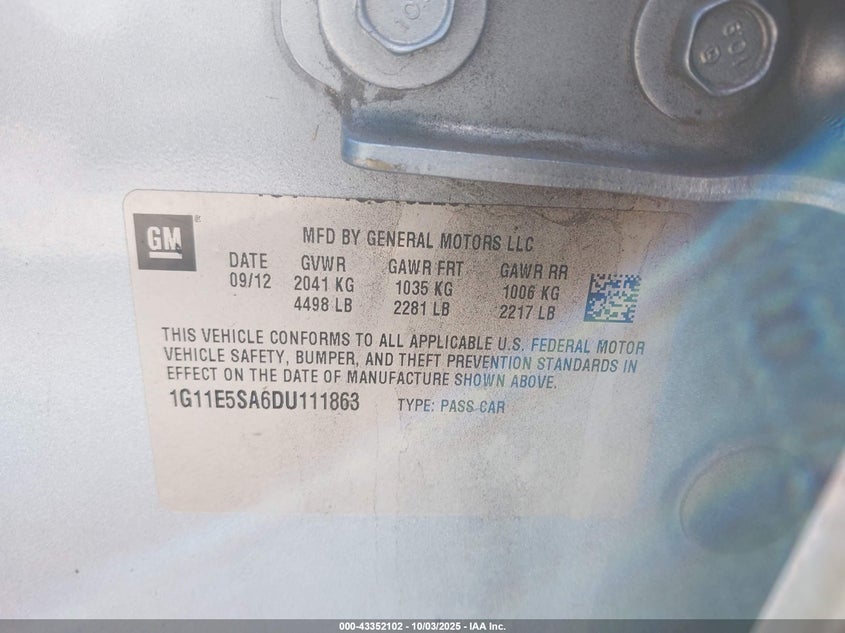 108
GM ®
MFD BY GENERAL MOTORS LLC
DATE GVWR GAWR FRT GAWR RR
09/12 2041 KG 1035 KG 1006 KG
4498 LB 2281 LB 2217 LB
THIS VEHICLE CONFORMS TO ALL APPLICABLE U.S. FEDERAL MOTOR
VEHICLE SAFETY, BUMPER, AND THEFT PREVENTION STANDARDS IN
EFFECT ON THE DATE OF MANUFACTURE SHOWN ABOVE.
1G11E5SA6DU111863 TYPE: PASS CAR
000-43352102 - 10/03/2025 - IAA Inc.